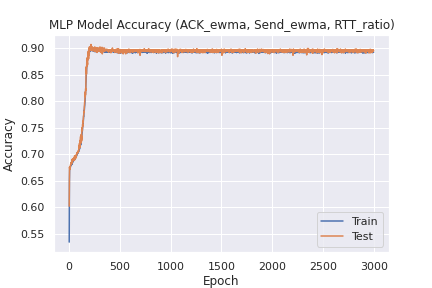 MLP Model Accuracy (ACK_ewma, Send_ewma, RTT_ratio)
0.90
0.85
0.80
0.75
0.70
0.65
0.60
0.55
Accuracy
0 500 1000 1500 2000 2500 3000
Epoch
Train
Test